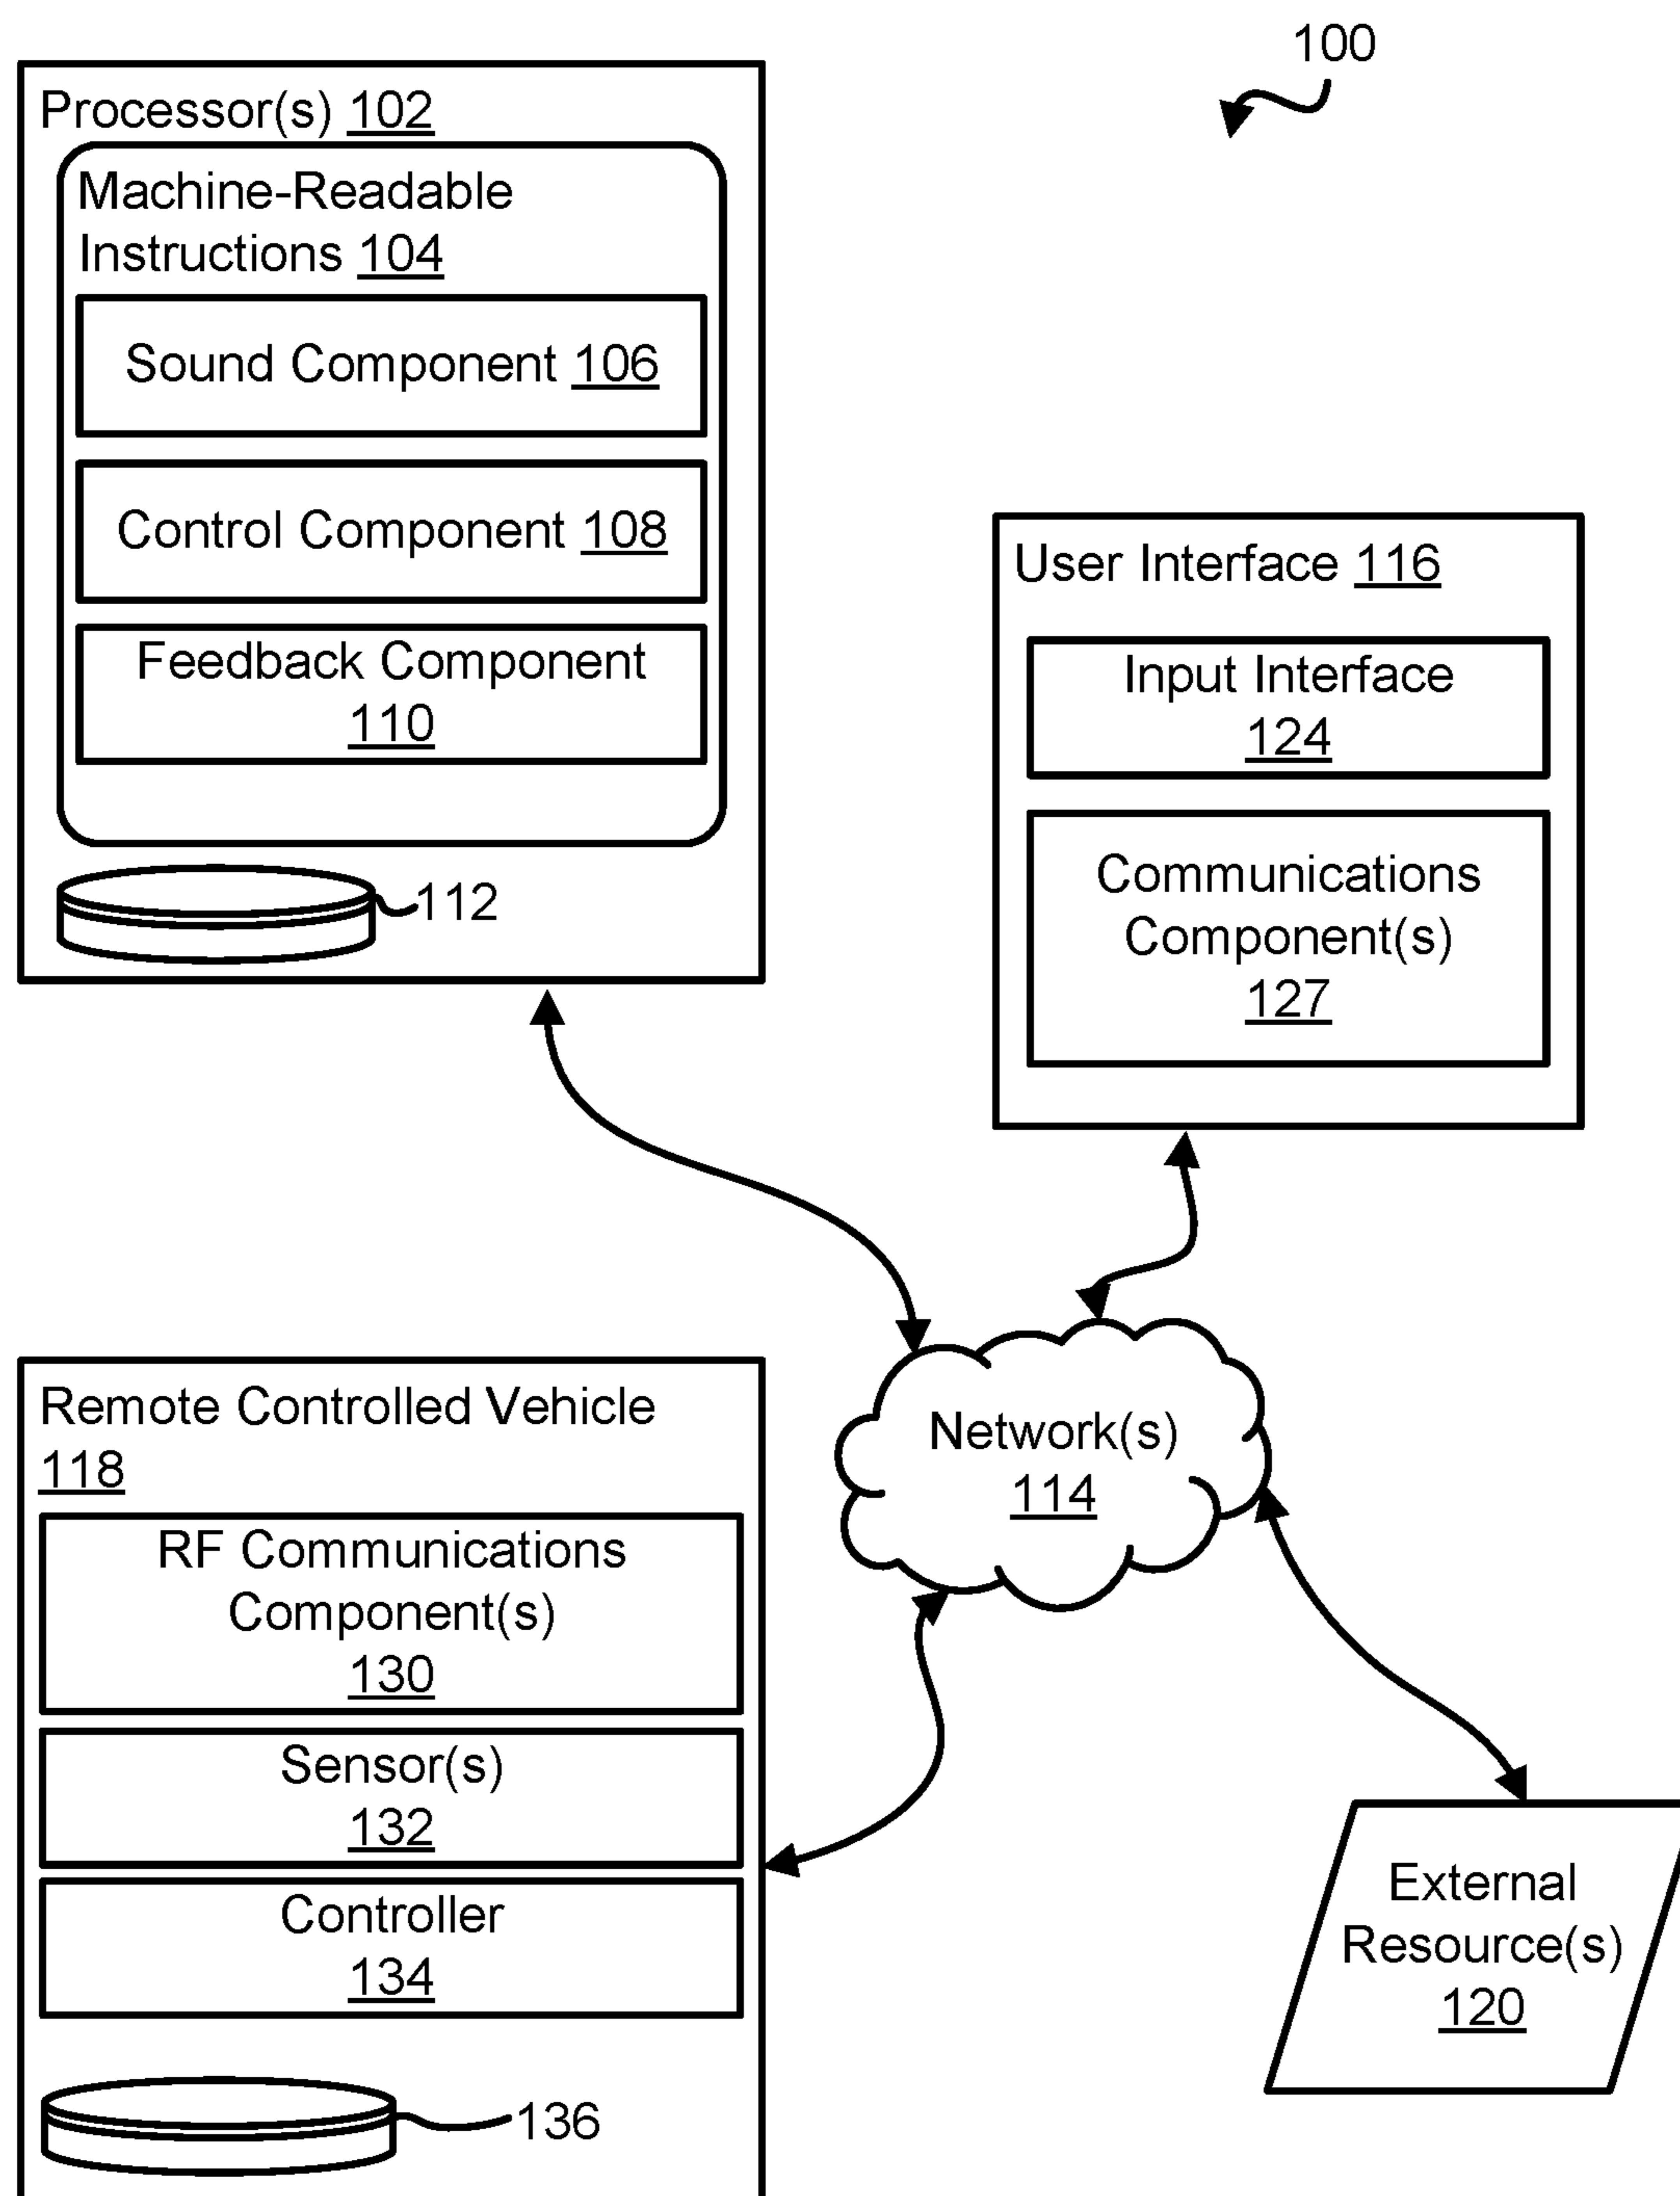 100
Processor(s) 102
Machine-Readable
Instructions 104
Sound Component 106
Control Component 108
Feedback Component
110
112
User Interface 116
Input Interface
124
Communications
Component(s)
127
Network(s)
114
Remote Controlled Vehicle
118
RF Communications
Component(s)
130
Sensor(s)
132
Controller
134
136
External
Resource(s)
120